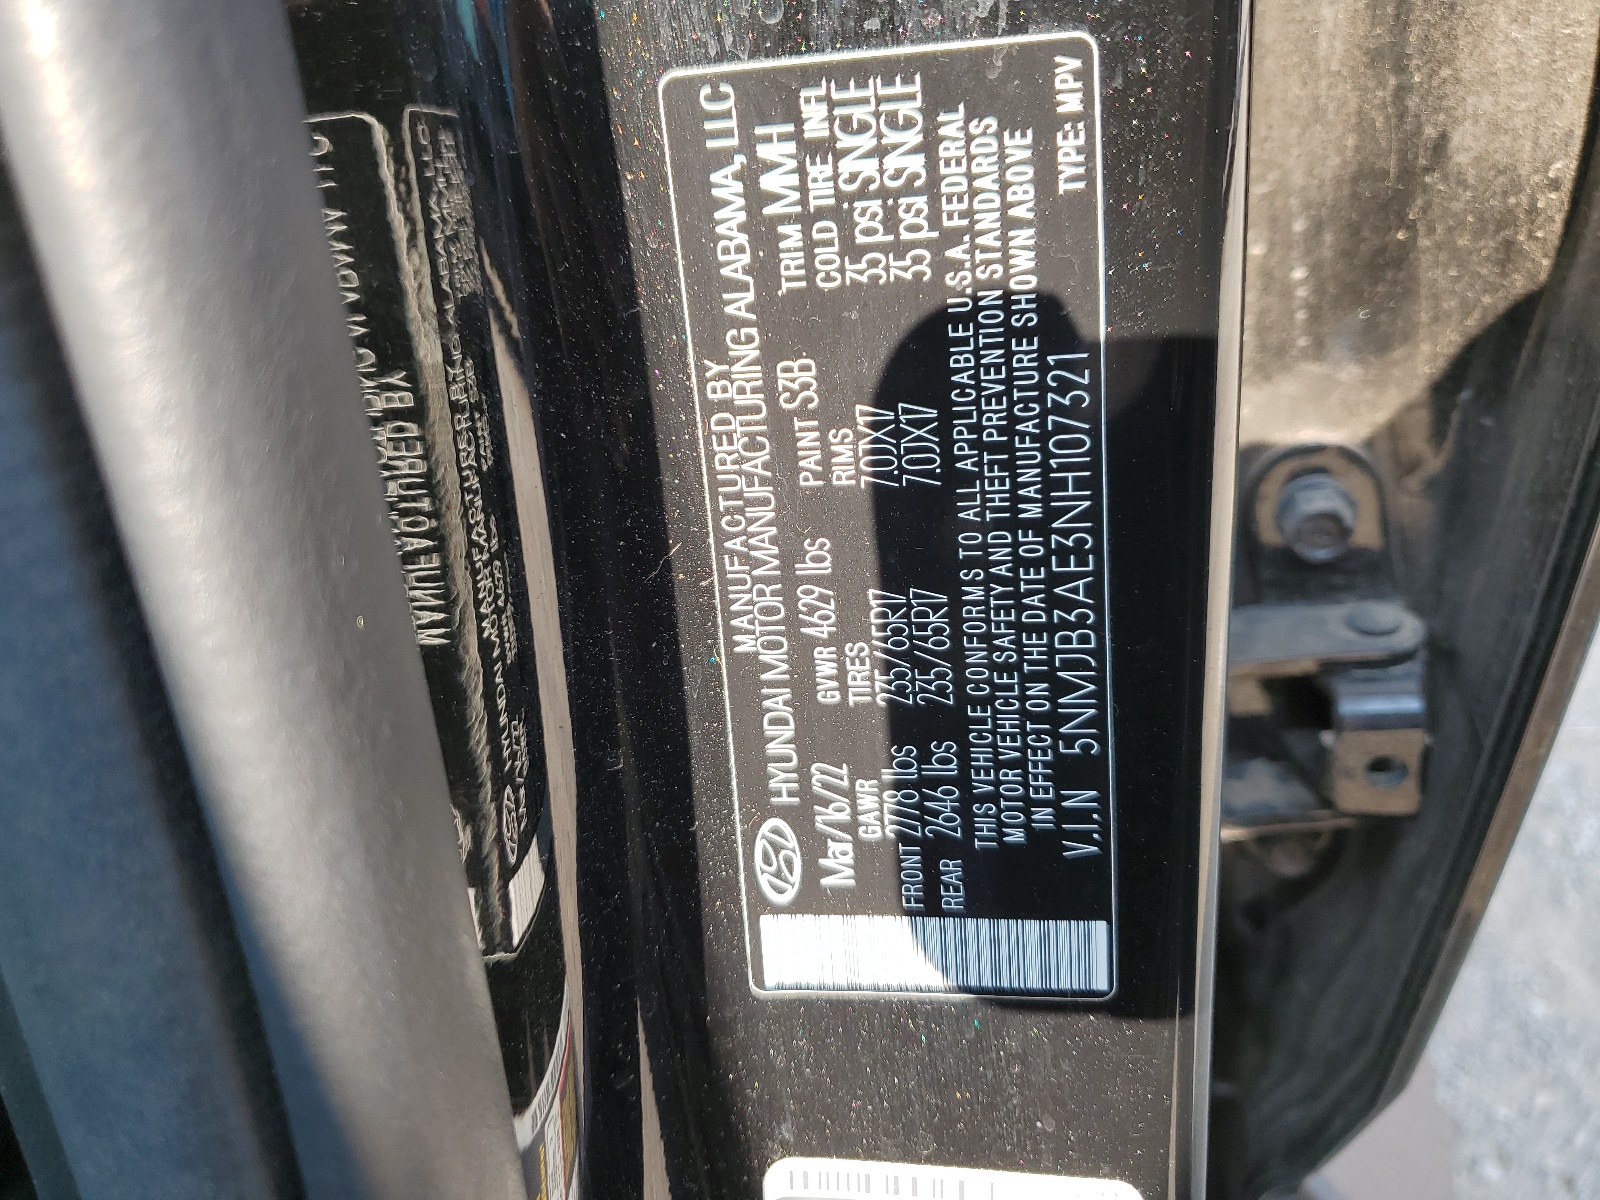 MANUFACTURED BY
HYUNDAI MOTOR MANUFACTURING ALABAMA, LLC
Mar/16/22 GVWR 4629 lbs PAINT S3B TRIM MMH
GAWR TIRES RIMS COLD TIRE INFL
FRONT 2778 lbs 235/65R17 7.0JX17 35 psi SINGLE
REAR 2646 lbs 235/65R17 7.0JX17 35 psi SINGLE
THIS VEHICLE CONFORMS TO ALL APPLICABLE U.S.A. FEDERAL
MOTOR VEHICLE SAFETY AND THEFT PREVENTION STANDARDS
IN EFFECT ON THE DATE OF MANUFACTURE SHOWN ABOVE
V.I.N 5NMJB3AE3NH107321 TYPE: MPV